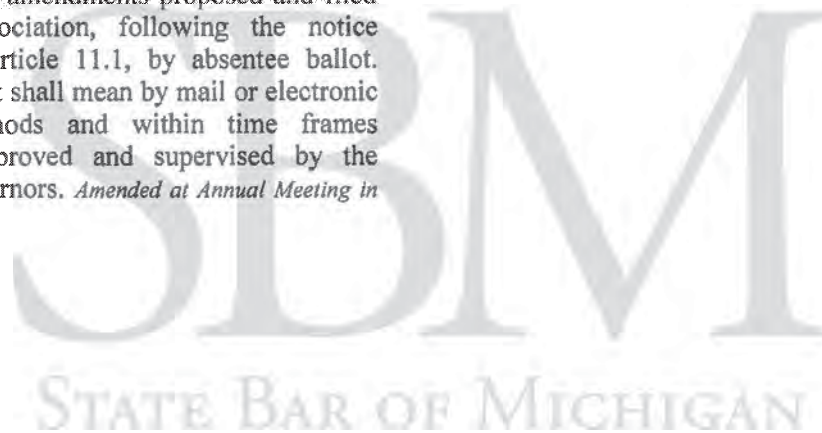 amendments proposed and filed
ociation, following the notice
rticle 11.1, by absentee ballot.
t shall mean by mail or electronic
nods and within time frames
proved and supervised by the
rnors. Amended at Annual Meeting in
SBM
STATE BAR OF MICHIGAN